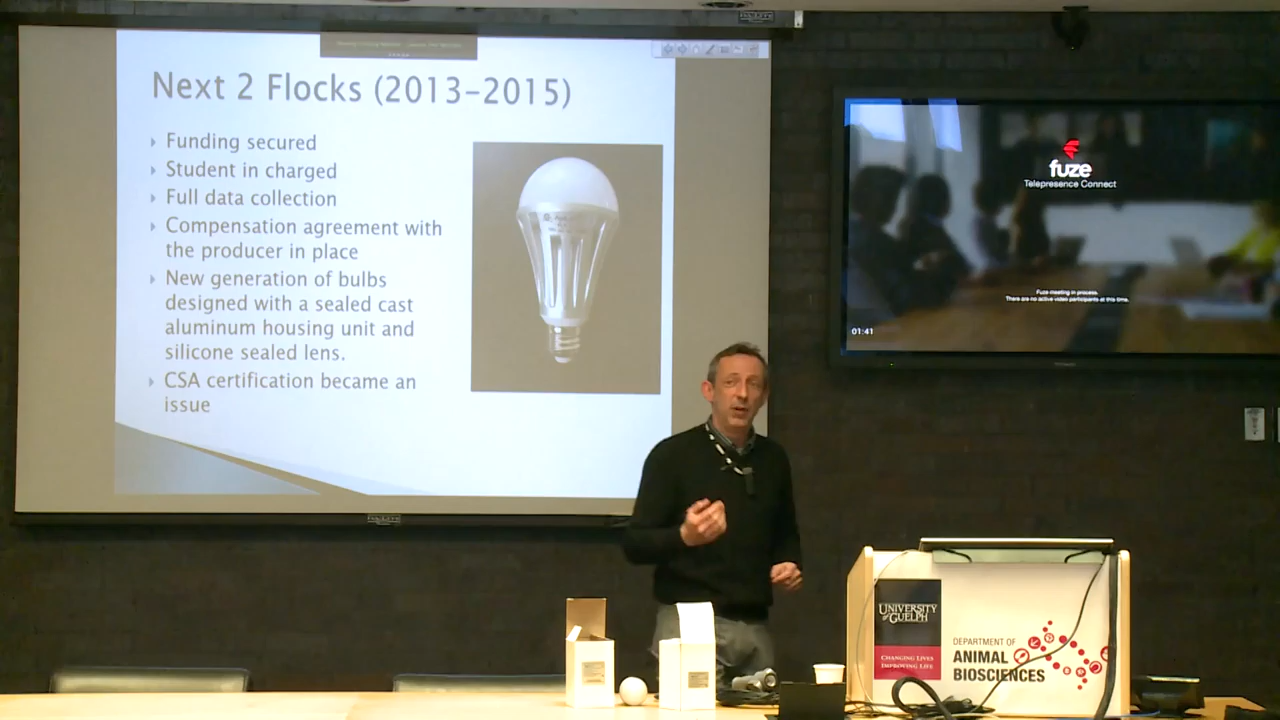 Next 2 Flocks (2013-2015)
Funding secured
Student in charged
Full data collection
Compensation agreement with
the producer in place
New generation of bulbs
designed with a sealed cast
aluminum housing unit and
silicone sealed lens.
CSA certification became an
issue
fuze
Telepresence Connect
Fuze meeting in process.
There are no active video participants at this time.
01:41
UNIVERSITY
of GUELPH
CHANGING LIVES
IMPROVING LIFE
DEPARTMENT OF
ANIMAL
BIOSCIENCES